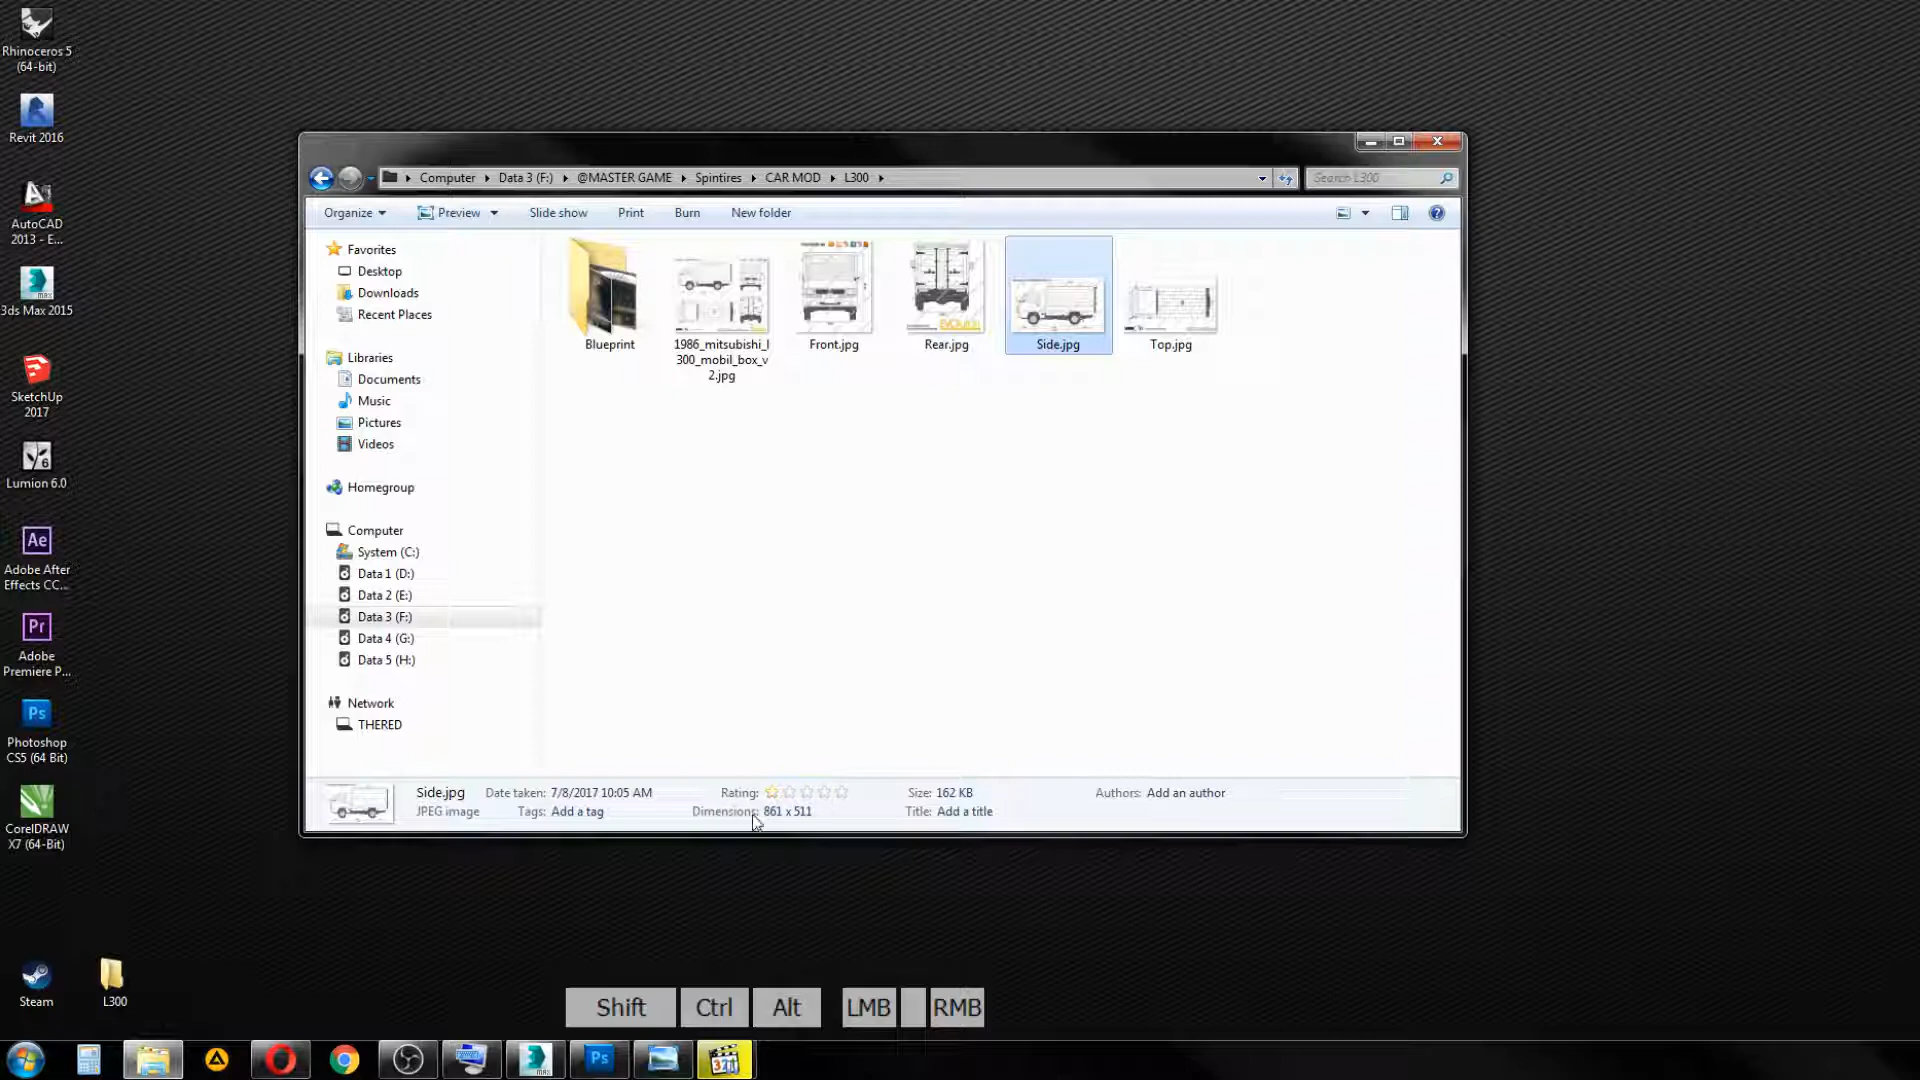 Rhinoceros 5
(64-bit)
Revit 2016
AutoCAD
2013 - E...
3ds Max 2015
SketchUp
2017
Lumion 6.0
Adobe After
Effects CC...
Adobe
Premiere P...
Photoshop
CS5 (64 Bit)
CorelDRAW
X7 (64-Bit)
Steam
L300
Computer
Data 3 (F:)
@MASTER GAME
Spintires
CAR MOD
L300
Search L300
Organize
Preview
Slide show
Print
Burn
New folder
Favorites
Desktop
Downloads
Recent Places
Libraries
Documents
Music
Pictures
Videos
Homegroup
Computer
System (C:)
Data 1 (D:)
Data 2 (E:)
Data 3 (F:)
Data 4 (G:)
Data 5 (H:)
Network
THERED
Blueprint
1986_mitsubishi_l
300_mobil_box_v
2.jpg
Front.jpg
Rear.jpg
Side.jpg
Top.jpg
Side.jpg
JPEG image
Date taken: 7/8/2017 10:05 AM
Tags: Add a tag
Rating:
Dimensions: 861 x 511
Size: 162 KB
Title: Add a title
Authors: Add an author
Shift
Ctrl
Alt
LMB
RMB